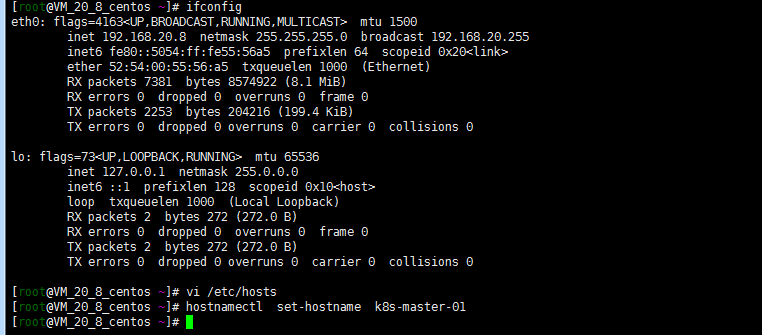 [root@VM_20_8_centos ~]# ifconfig
eth0: flags=4163<UP,BROADCAST,RUNNING,MULTICAST>  mtu 1500
        inet 192.168.20.8  netmask 255.255.255.0  broadcast 192.168.20.255
        inet6 fe80::5054:ff:fe55:56a5  prefixlen 64  scopeid 0x20<link>
        ether 52:54:00:55:56:a5  txqueuelen 1000  (Ethernet)
        RX packets 7381  bytes 8574922 (8.1 MiB)
        RX errors 0  dropped 0  overruns 0  frame 0
        TX packets 2253  bytes 204216 (199.4 KiB)
        TX errors 0  dropped 0 overruns 0  carrier 0  collisions 0

lo: flags=73<UP,LOOPBACK,RUNNING>  mtu 65536
        inet 127.0.0.1  netmask 255.0.0.0
        inet6 ::1  prefixlen 128  scopeid 0x10<host>
        loop  txqueuelen 1000  (Local Loopback)
        RX packets 2  bytes 272 (272.0 B)
        RX errors 0  dropped 0  overruns 0  frame 0
        TX packets 2  bytes 272 (272.0 B)
        TX errors 0  dropped 0 overruns 0  carrier 0  collisions 0

[root@VM_20_8_centos ~]# vi /etc/hosts
[root@VM_20_8_centos ~]# hostnamectl  set-hostname  k8s-master-01
[root@VM_20_8_centos ~]#